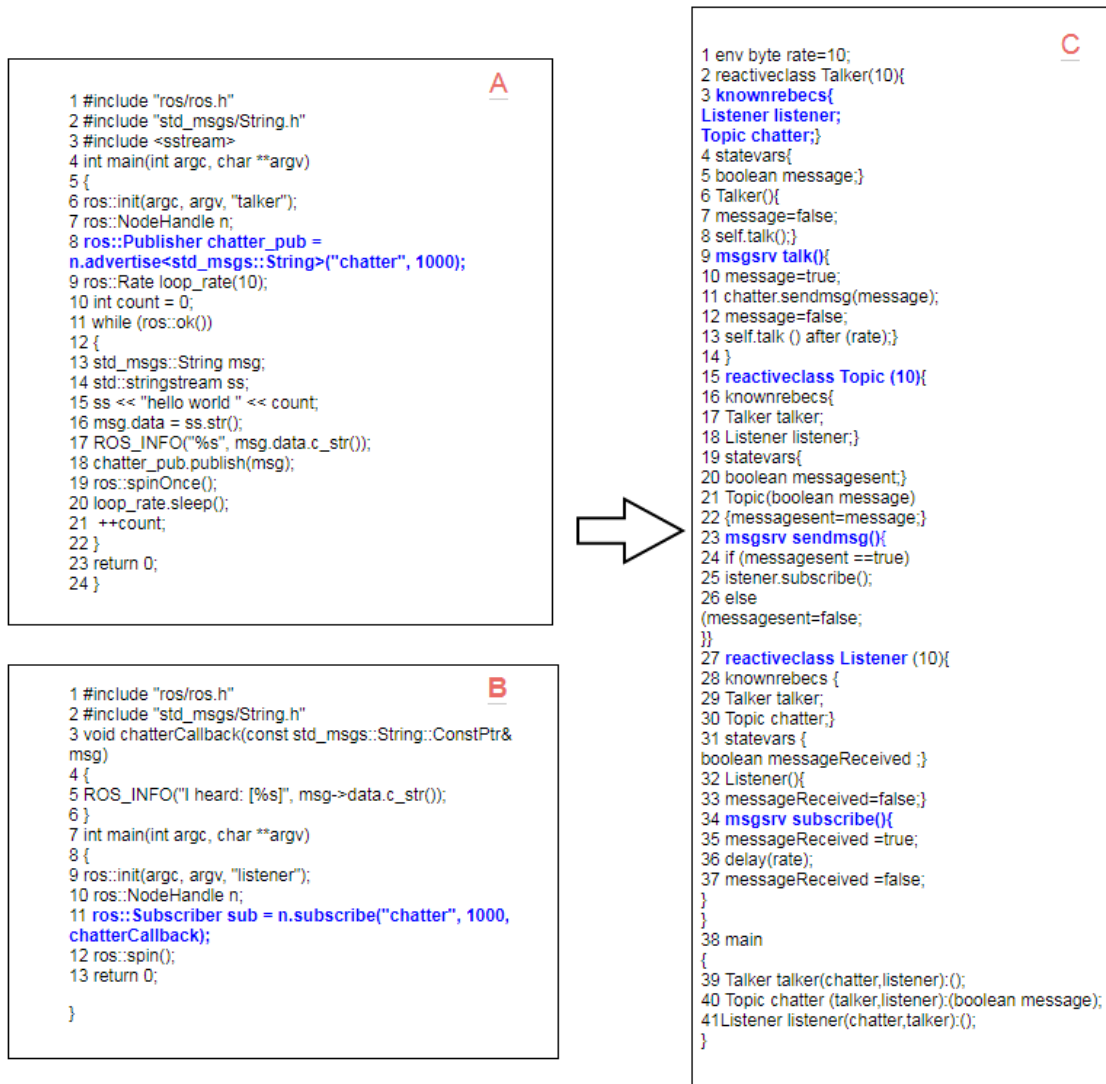 A
1 #include "ros/ros.h"
2 #include "std_msgs/String.h"
3 #include <sstream>
4 int main(int argc, char **argv)
5 {
6 ros::init(argc, argv, "talker");
7 ros::NodeHandle n;
8 ros::Publisher chatter_pub =
n.advertise<std_msgs::String>("chatter", 1000);
9 ros::Rate loop_rate(10);
10 int count = 0;
11 while (ros::ok())
12 {
13 std_msgs::String msg;
14 std::stringstream ss;
15 ss << "hello world " << count;
16 msg.data = ss.str();
17 ROS_INFO("%s", msg.data.c_str());
18 chatter_pub.publish(msg);
19 ros::spinOnce();
20 loop_rate.sleep();
21  ++count;
22 }
23 return 0;
24 }
B
1 #include "ros/ros.h"
2 #include "std_msgs/String.h"
3 void chatterCallback(const std_msgs::String::ConstPtr&
msg)
4 {
5 ROS_INFO("I heard: [%s]", msg->data.c_str());
6 }
7 int main(int argc, char **argv)
8 {
9 ros::init(argc, argv, "listener");
10 ros::NodeHandle n;
11 ros::Subscriber sub = n.subscribe("chatter", 1000,
chatterCallback);
12 ros::spin();
13 return 0;
}
C
1 env byte rate=10;
2 reactiveclass Talker(10){
3 knownrebecs{
Listener listener;
Topic chatter;}
4 statevars{
5 boolean message;}
6 Talker(){
7 message=false;
8 self.talk();}
9 msgsrv talk(){
10 message=true;
11 chatter.sendmsg(message);
12 message=false;
13 self.talk () after (rate);}
14 }
15 reactiveclass Topic (10){
16 knownrebecs{
17 Talker talker;
18 Listener listener;}
19 statevars{
20 boolean messagesent;}
21 Topic(boolean message)
22 {messagesent=message;}
23 msgsrv sendmsg(){
24 if (messagesent ==true)
25 istener.subscribe();
26 else
(messagesent=false;
}}
27 reactiveclass Listener (10){
28 knownrebecs {
29 Talker talker;
30 Topic chatter;}
31 statevars {
boolean messageReceived ;}
32 Listener(){
33 messageReceived=false;}
34 msgsrv subscribe(){
35 messageReceived =true;
36 delay(rate);
37 messageReceived =false;
}
}
38 main
{
39 Talker talker(chatter,listener):();
40 Topic chatter (talker,listener):(boolean message);
41Listener listener(chatter,talker):();
}